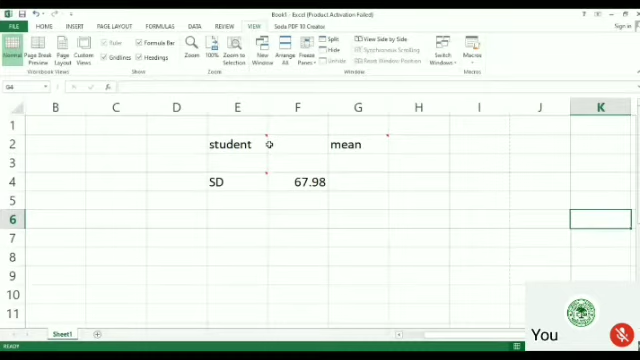 Book1 - Excel (Product Activation Failed)
FILE HOME INSERT PAGE LAYOUT FORMULAS DATA REVIEW VIEW Soda PDF 10 Creator Sign in
Normal Page Break Preview Page Layout Custom Views
Ruler Formula Bar
Gridlines Headings
Zoom 100% Zoom to Selection
New Window Arrange All Freeze Panes
Split
Hide
Unhide
View Side by Side
Synchronous Scrolling
Reset Window Position
Switch Windows Macros
Workbook Views Show Zoom Window Macros
G4 fx
B C D E F G H I J K
1
2 student mean
3
4 SD 67.98
5
6
7
8
9
10
11
You
Sheet1